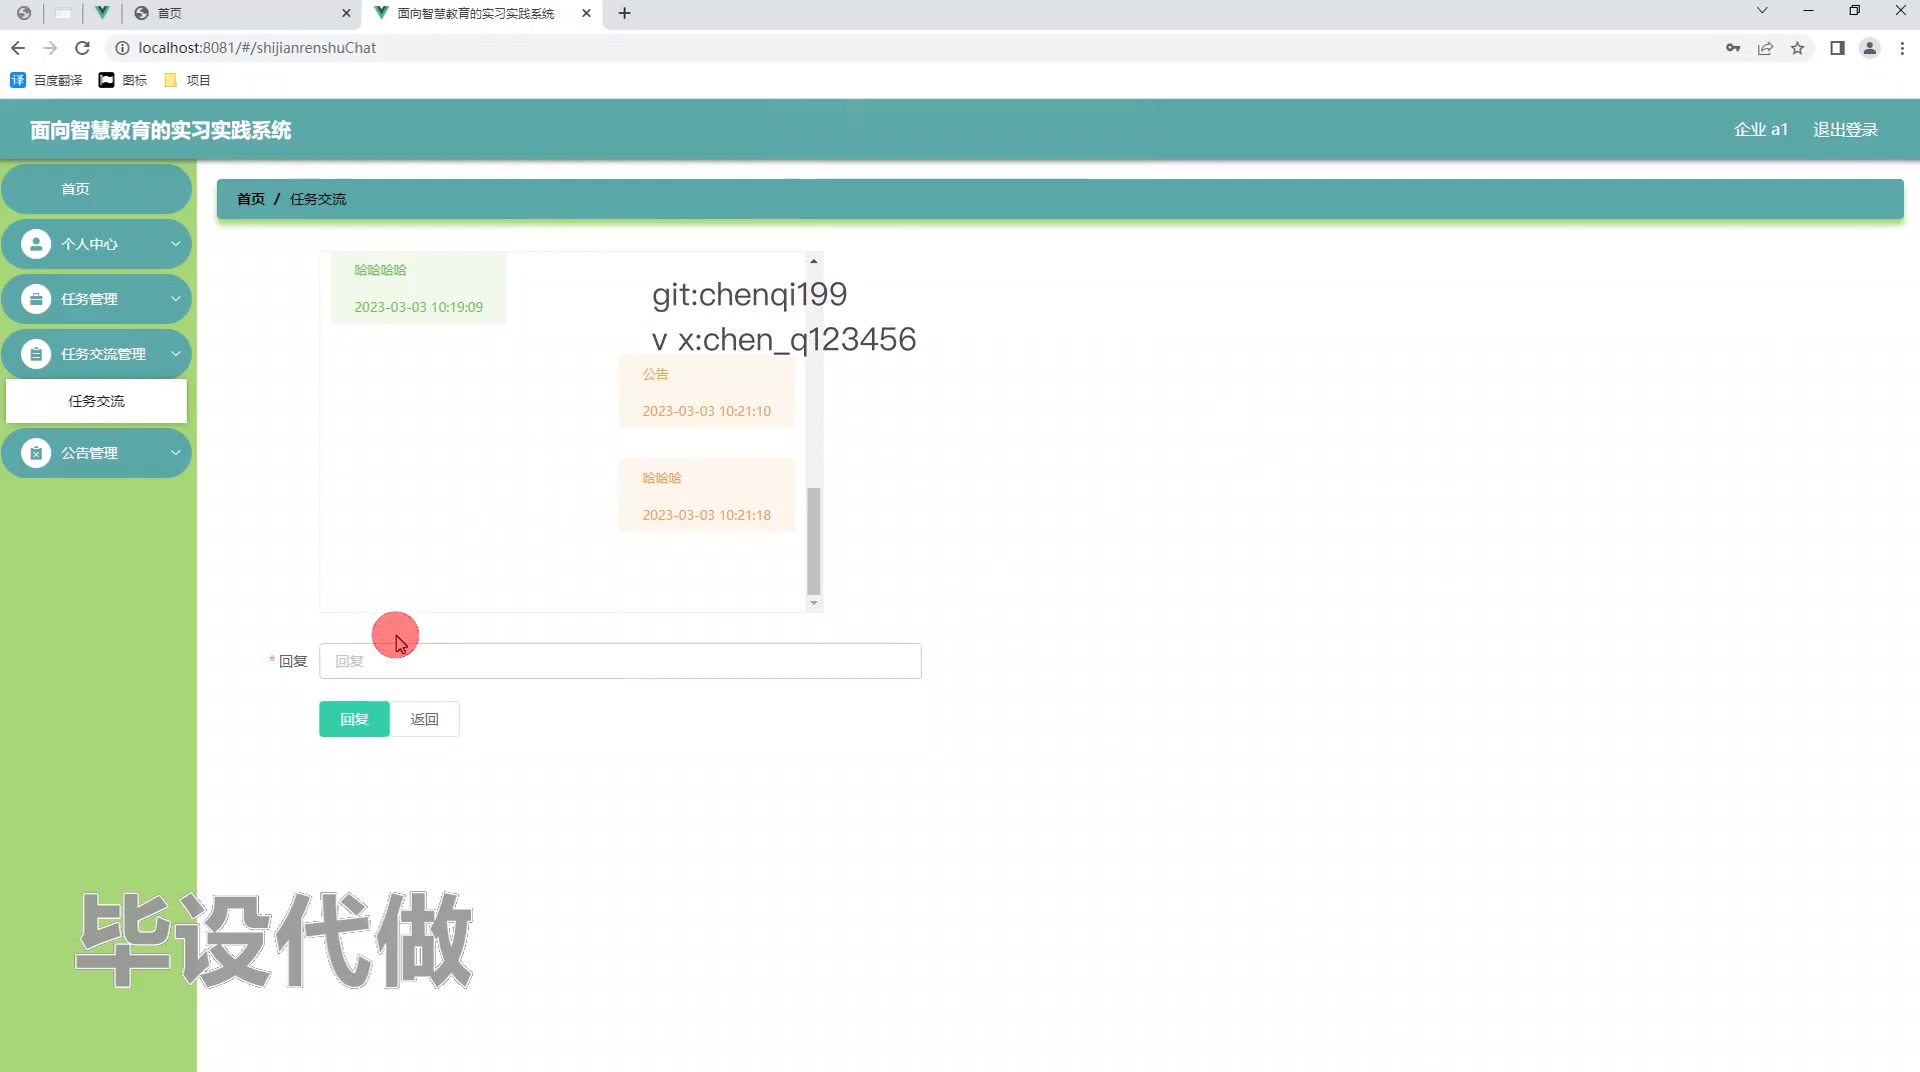 首页
面向智慧教育的实习实践系统
localhost:8081/#/shijianrenshuChat
百度翻译
图标
项目
面向智慧教育的实习实践系统
企业 a1
退出登录
首页
个人中心
任务管理
任务交流管理
任务交流
公告管理
首页 / 任务交流
哈哈哈哈
2023-03-03 10:19:09
git:chenqi199
v x:chen_q123456
公告
2023-03-03 10:21:10
哈哈哈
2023-03-03 10:21:18
* 回复
回复
回复
返回
毕设代做